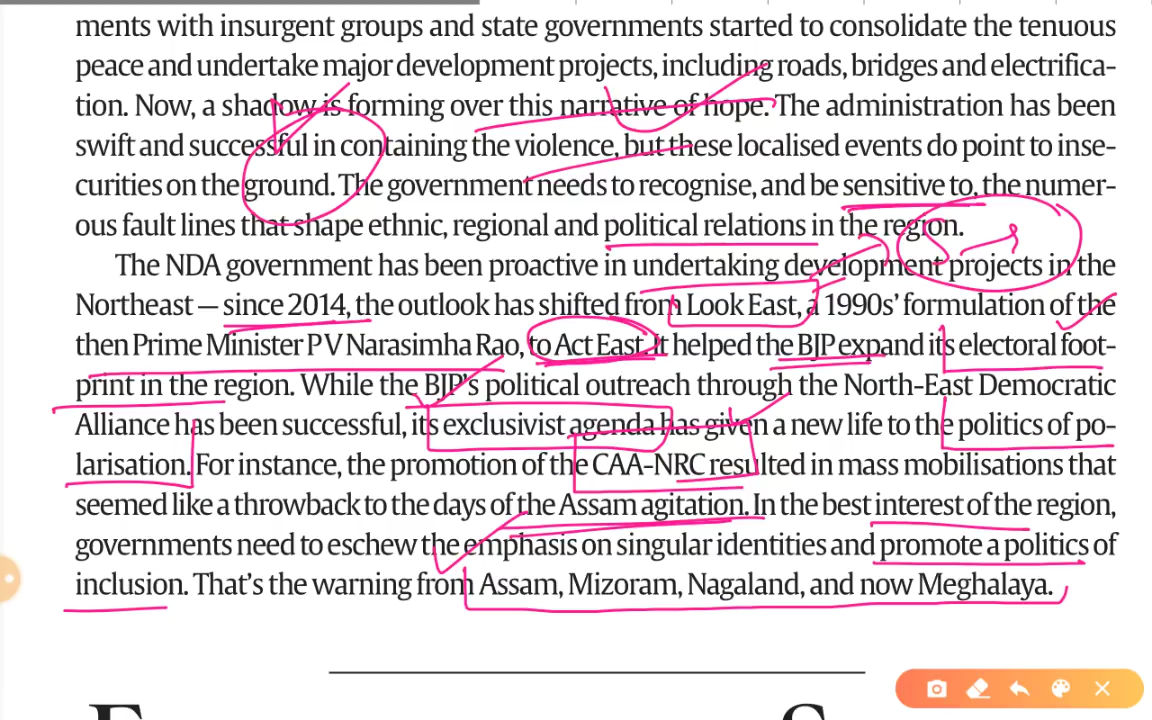 ments with insurgent groups and state governments started to consolidate the tenuous
peace and undertake major development projects, including roads, bridges and electrifica-
tion. Now, a shadow is forming over this narrative of hope. The administration has been
swift and successful in containing the violence, but these localised events do point to inse-
curities on the ground. The government needs to recognise, and be sensitive to, the numer-
ous fault lines that shape ethnic, regional and political relations in the region.
The NDA government has been proactive in undertaking development projects in the
Northeast — since 2014, the outlook has shifted from Look East, a 1990s’ formulation of the
then Prime Minister P V Narasimha Rao, to Act East. It helped the BJP expand its electoral foot-
print in the region. While the BJP’s political outreach through the North-East Democratic
Alliance has been successful, its exclusivist agenda has given a new life to the politics of po-
larisation. For instance, the promotion of the CAA-NRC resulted in mass mobilisations that
seemed like a throwback to the days of the Assam agitation. In the best interest of the region,
governments need to eschew the emphasis on singular identities and promote a politics of
inclusion. That’s the warning from Assam, Mizoram, Nagaland, and now Meghalaya.